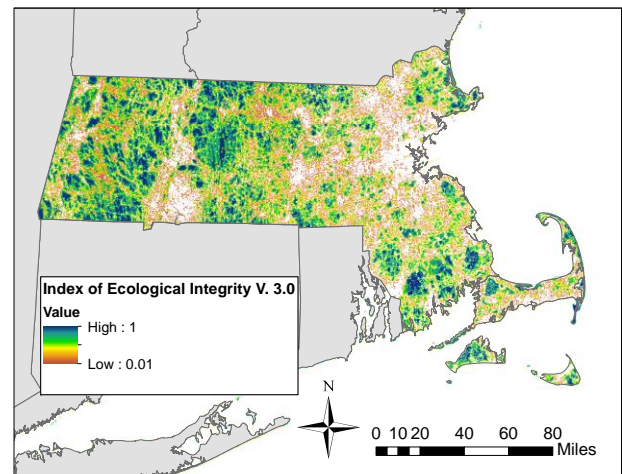 Index of Ecological Integrity V. 3.0
Value
High : 1
Low : 0.01
N
0 10 20 40 60 80
Miles